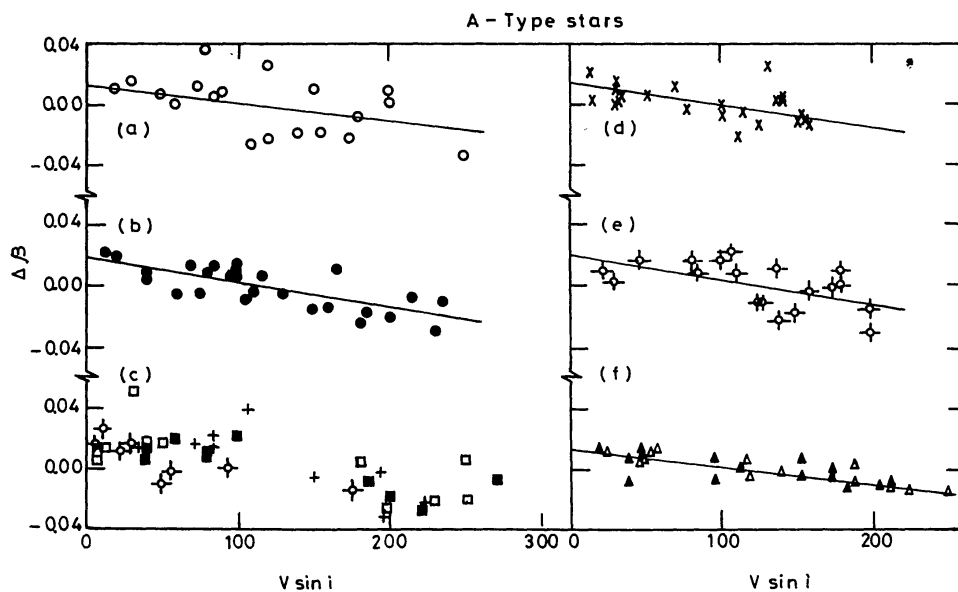 A - Type stars
0.04
0.00
- 0.04
(a)
(d)
0.04
0.00
- 0.04
(b)
(e)
Δβ
0.04
0.00
- 0.04
(c)
(f)
0 100 200 300
0 100 200
V sin i
V sin i